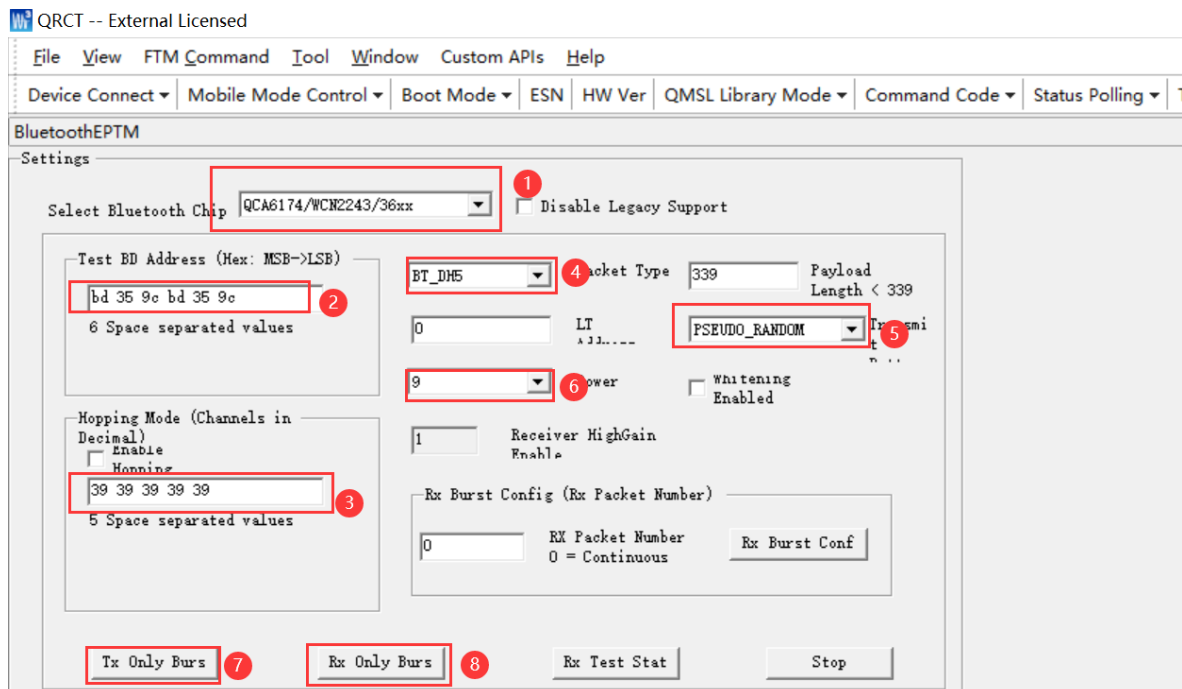 QRCT -- External Licensed
File View FTM Command Tool Window Custom APIs Help
Device Connect Mobile Mode Control Boot Mode ESN HW Ver QMSL Library Mode Command Code Status Polling
BluetoothEPTM
Settings
Select Bluetooth Chip QCA6174/WCN2243/36xx 1 Disable Legacy Support
Test BD Address (Hex: MSB->LSB)
bd 35 9c bd 35 9c 2
6 Space separated values
BT_DH5 4 acket Type 339 Payload
Length < 339
0 LT
PSEUDO_RANDOM 5
9 6 ower Whitening
Enabled
Hopping Mode (Channels in
Decimal)
Enable
Hopping
39 39 39 39 39 3
5 Space separated values
1 Receiver HighGain
Enable
Rx Burst Config (Rx Packet Number)
0 RX Packet Number
0 = Continuous
Rx Burst Conf
Tx Only Burs 7 Rx Only Burs 8 Rx Test Stat Stop